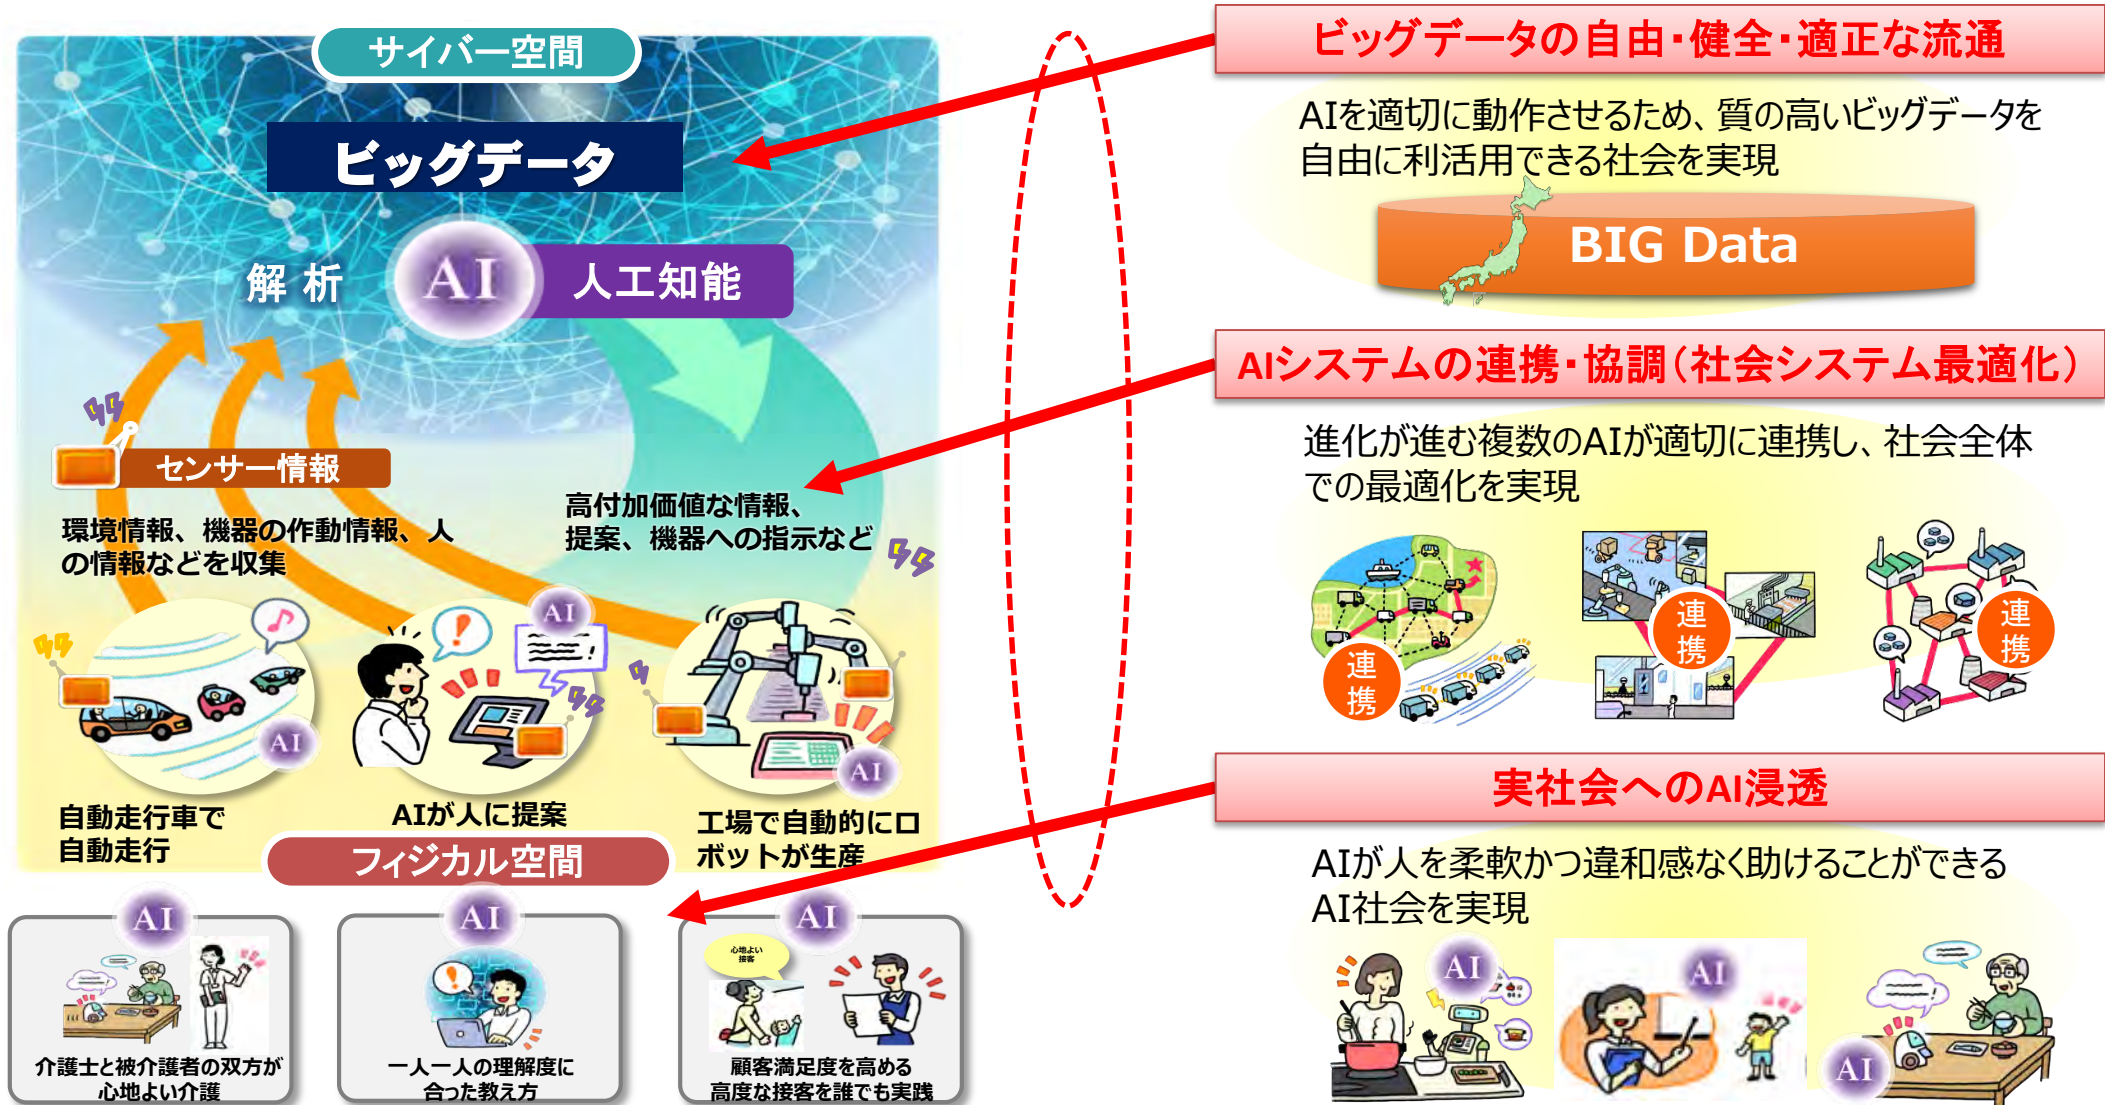 サイバー空間
ビッグデータ
解析
AI
人工知能
センサー情報
環境情報、機器の作動情報、人
の情報などを収集
高付加価値な情報、
提案、機器への指示など
AI
AI
AI
自動走行車で
自動走行
AIが人に提案
工場で自動的にロ
ボットが生産
フィジカル空間
AI
介護士と被介護者の双方が
心地よい介護
AI
一人一人の理解度に
合った教え方
AI
心地よい
接客
顧客満足度を高める
高度な接客を誰でも実践
ビッグデータの自由・健全・適正な流通
AIを適切に動作させるため、質の高いビッグデータを
自由に利活用できる社会を実現
BIG Data
AIシステムの連携・協調（社会システム最適化）
進化が進む複数のAIが適切に連携し、社会全体
での最適化を実現
連携
連携
連携
実社会へのAI浸透
AIが人を柔軟かつ違和感なく助けることができる
AI社会を実現
AI
AI
AI